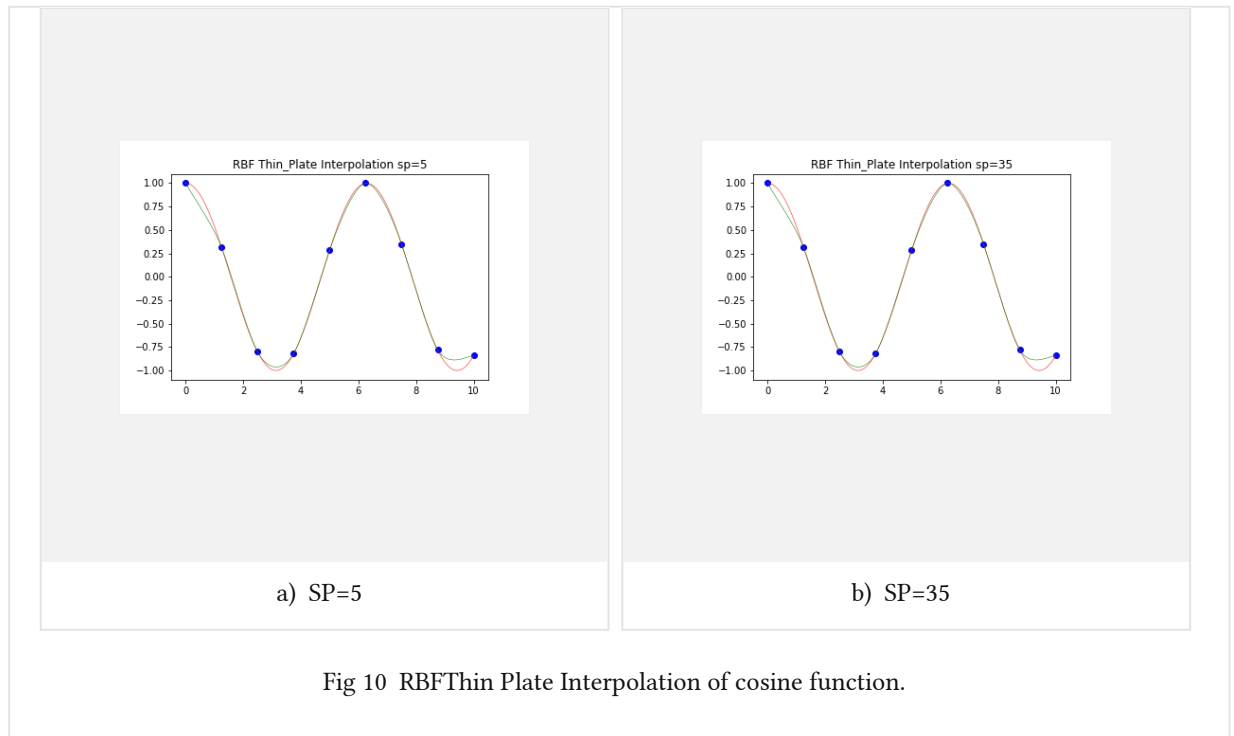 RBF Thin_Plate Interpolation sp=5
1.00
0.75
0.50
0.25
0.00
−0.25
−0.50
−0.75
−1.00
0 2 4 6 8 10
a) SP=5
RBF Thin_Plate Interpolation sp=35
1.00
0.75
0.50
0.25
0.00
−0.25
−0.50
−0.75
−1.00
0 2 4 6 8 10
b) SP=35
Fig 10 RBFThin Plate Interpolation of cosine function.